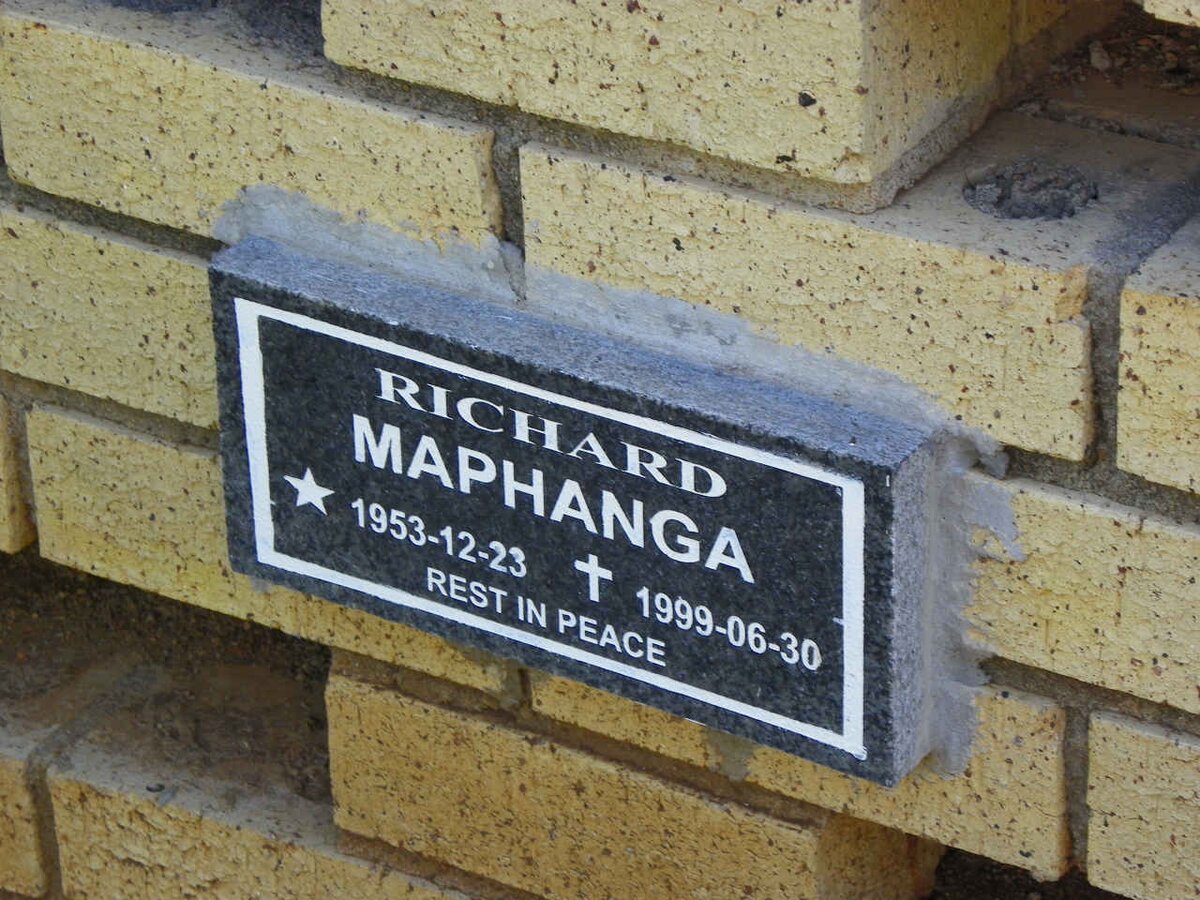 RICHARD
MAPHANGA
1953-12-23 1999-06-30
REST IN PEACE